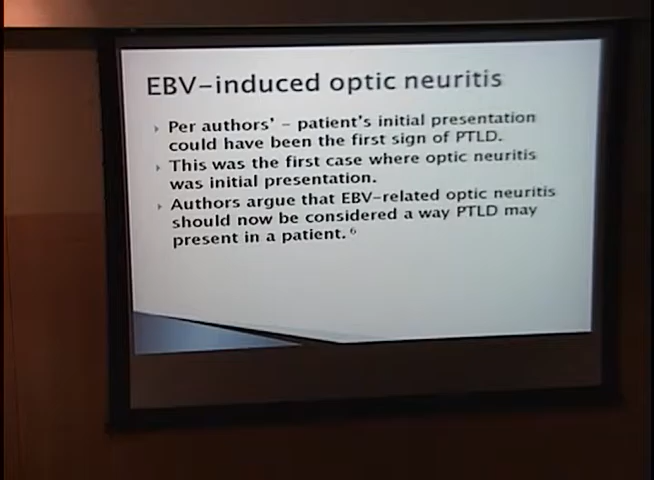 EBV-induced optic neuritis
Per authors' - patient's initial presentation
could have been the first sign of PTLD.
This was the first case where optic neuritis
was initial presentation.
Authors argue that EBV-related optic neuritis
should now be considered a way PTLD may
present in a patient. 6